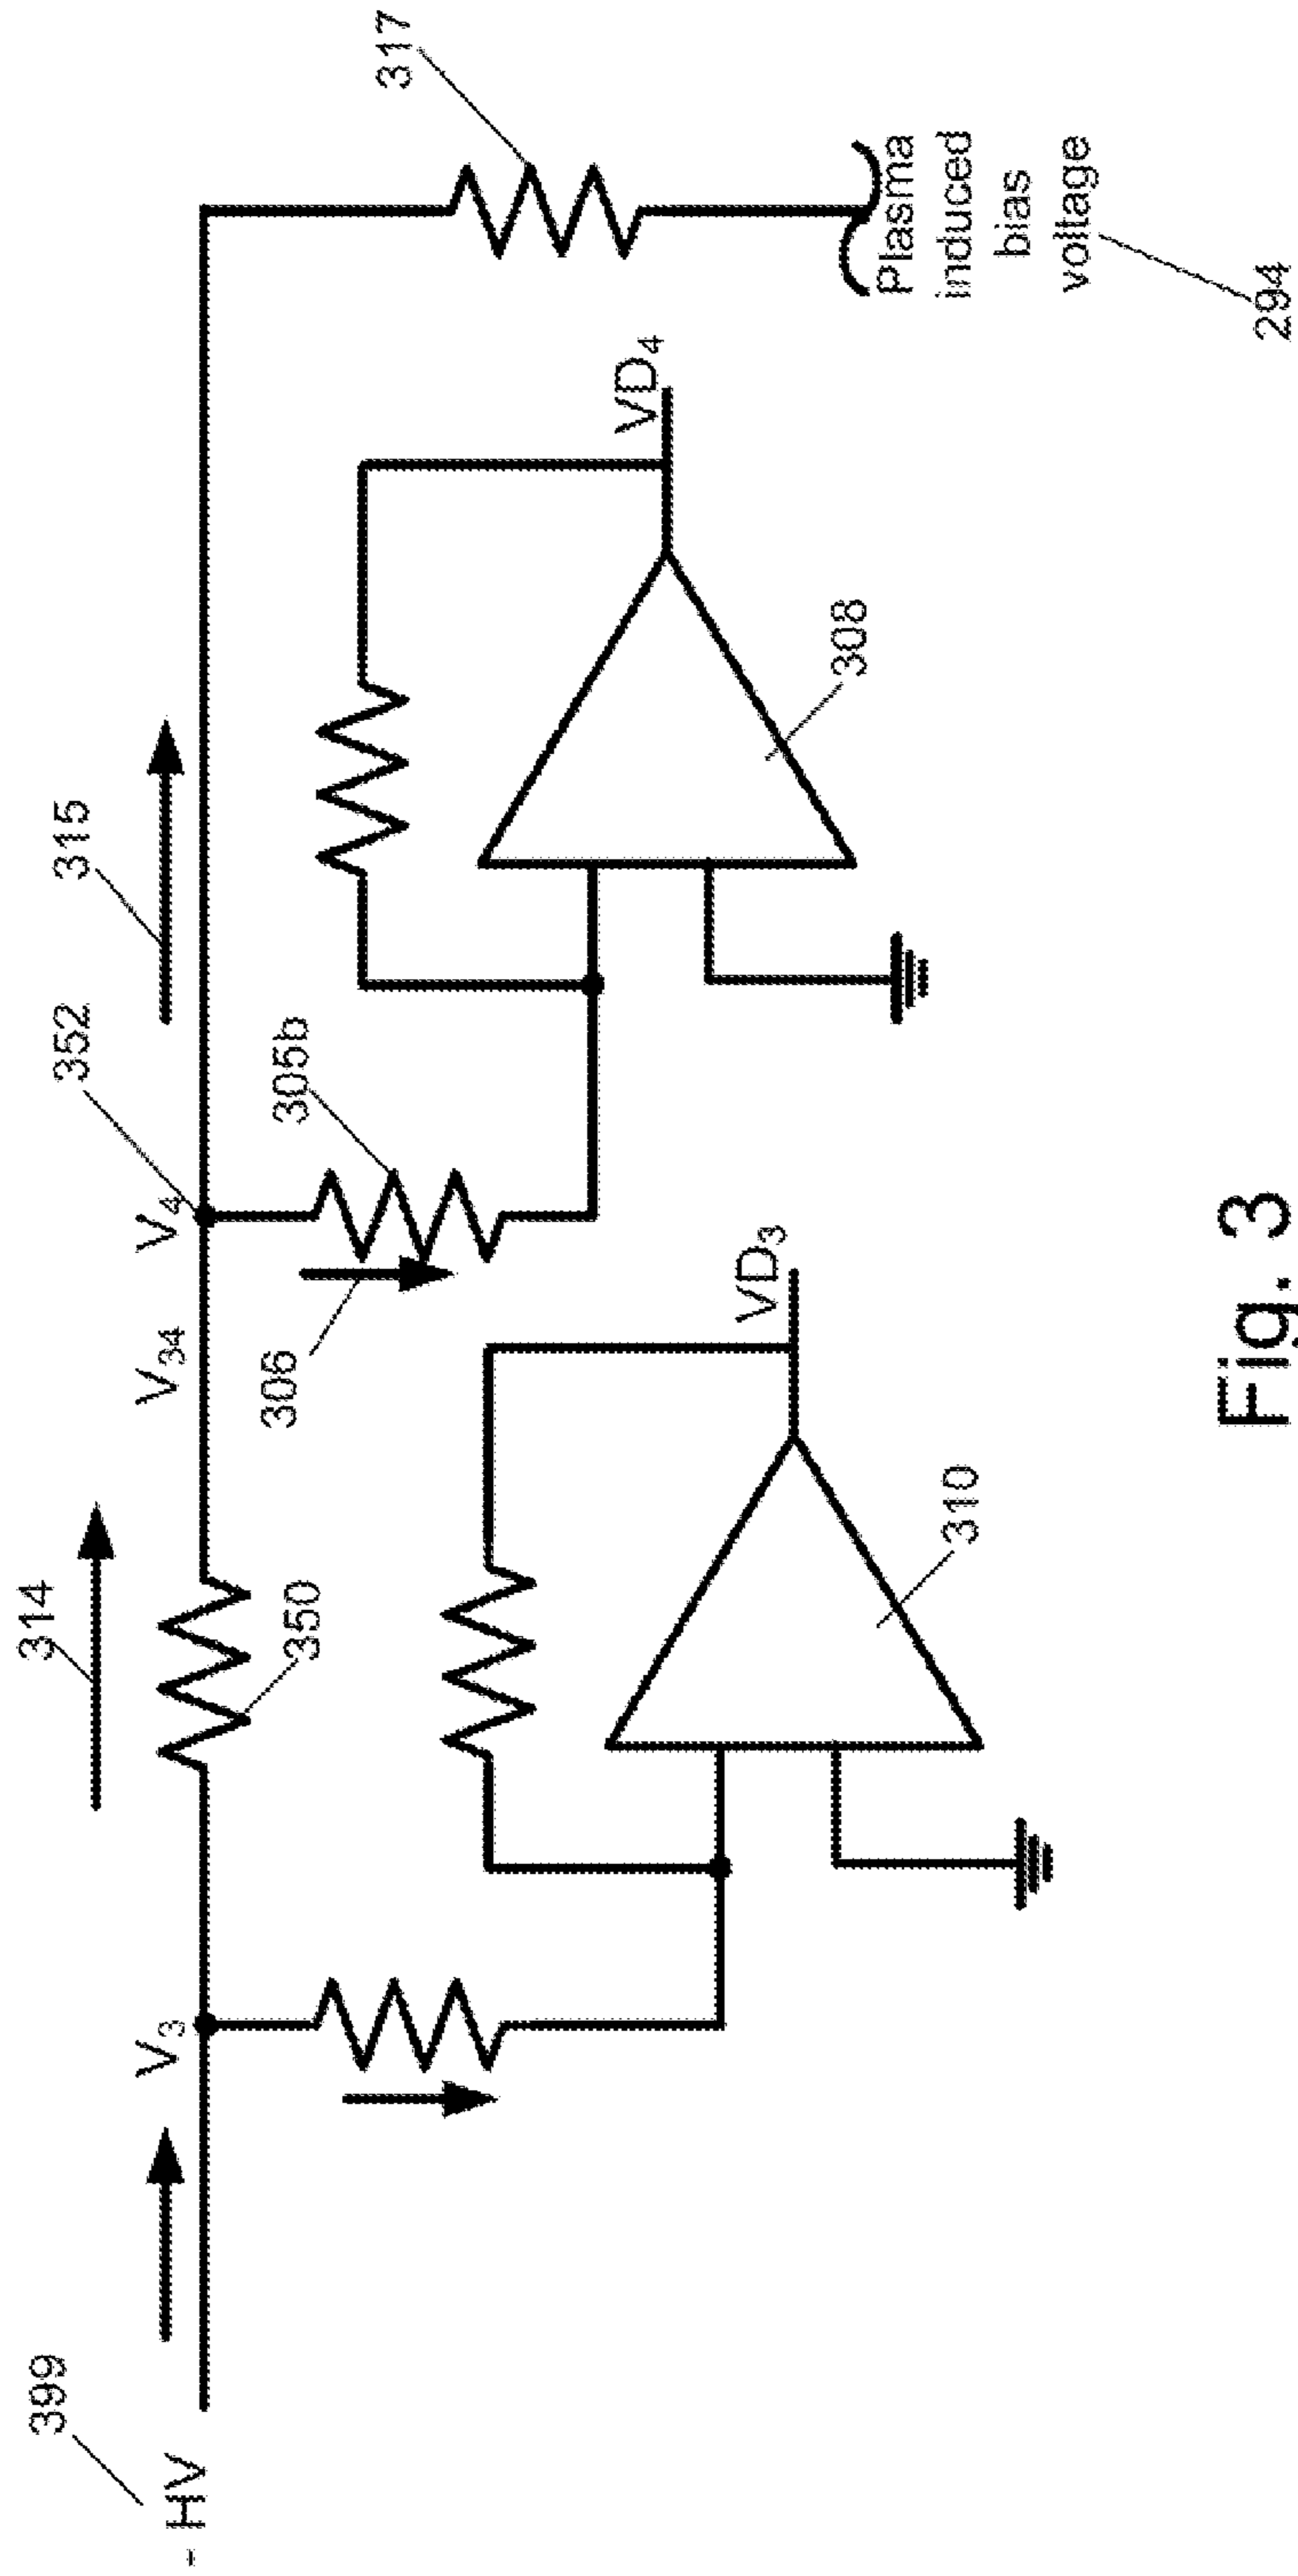 399
- HV
V3
314
350
310
VD3
V34
V4
352
306
305b
315
308
VD4
317
Plasma
induced
bias
voltage
294
Fig. 3